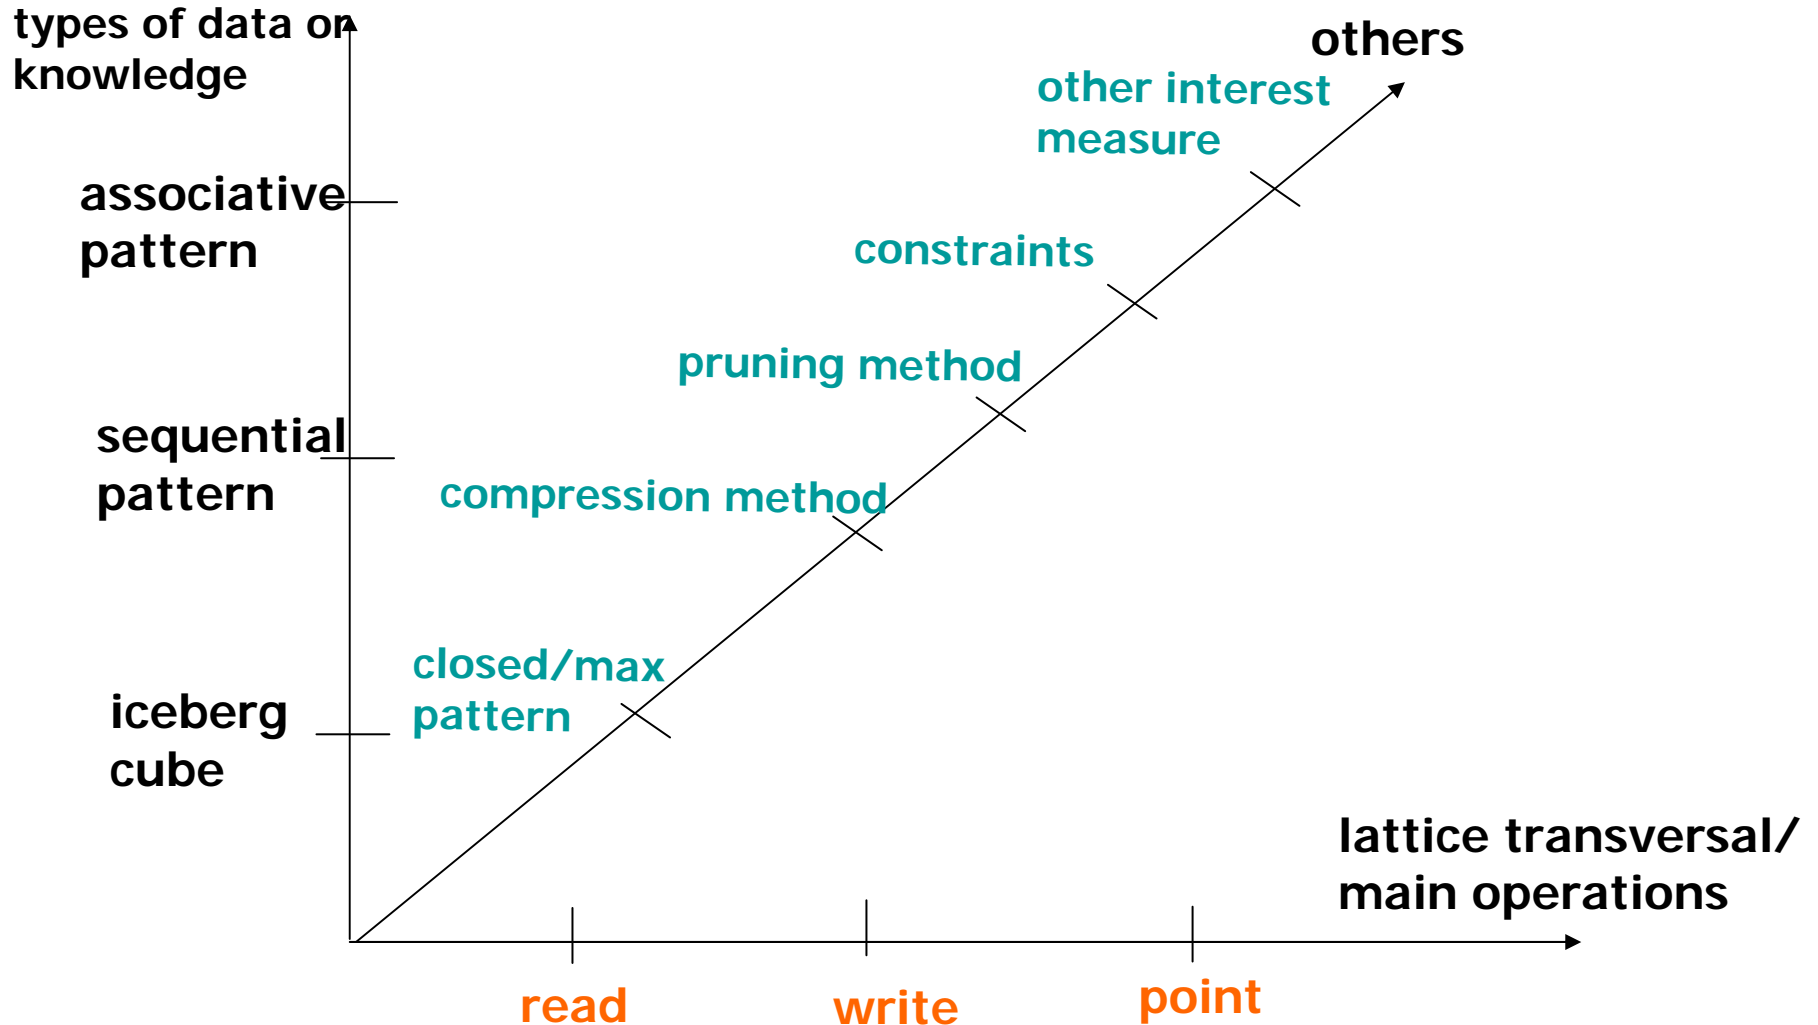 types of data or
knowledge
others
other interest
measure
associative
pattern
constraints
pruning method
sequential
pattern
compression method
closed/max
pattern
iceberg
cube
lattice transversal/
main operations
read
write
point